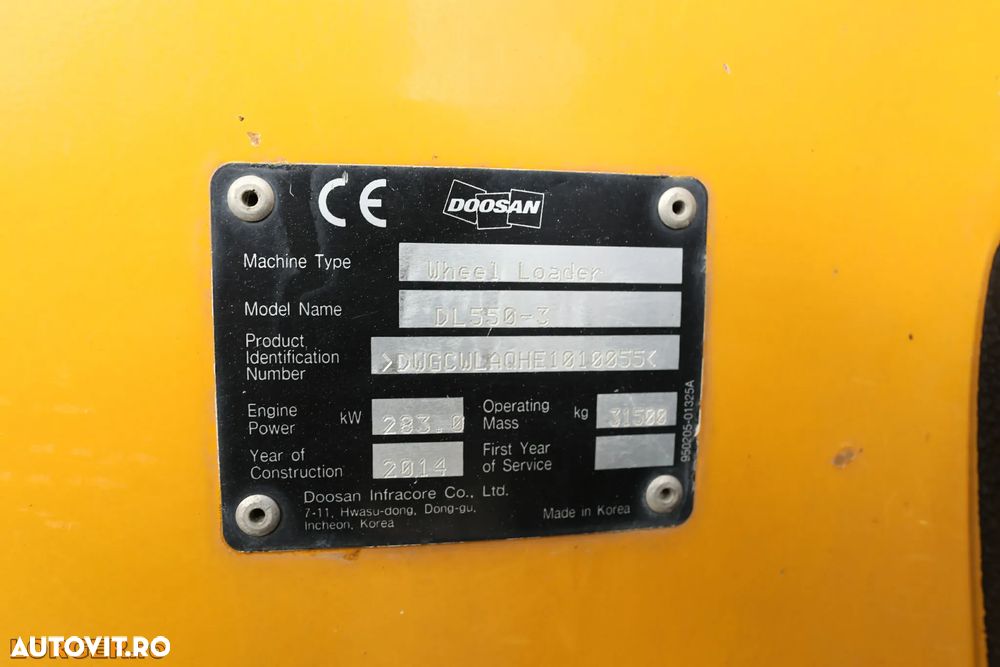 CE DOOSAN
Machine Type Wheel Loader
Model Name DL550-3
Product
Identification
Number >DWGCWLAQHE1010055<
Engine
Power kW 283.0
Operating
Mass kg 31500
Year of
Construction 2014
First Year
of Service
Doosan Infracore Co., Ltd.
7-11, Hwasu-dong, Dong-gu,
Incheon, Korea
Made in Korea
950205-01325A
AUTOVIT.RO